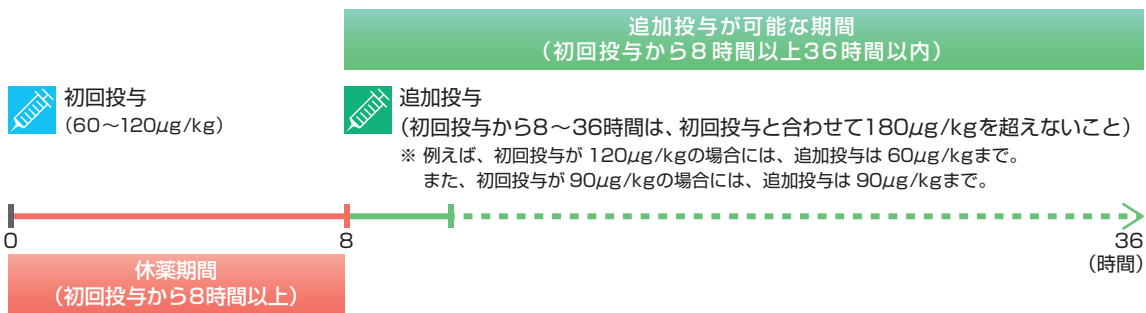 追加投与が可能な期間
（初回投与から8時間以上36時間以内）
初回投与
（60～120μg/kg）
追加投与
（初回投与から8～36時間は、初回投与と合わせて180μg/kgを超えないこと）
※ 例えば、初回投与が 120μg/kgの場合には、追加投与は 60μg/kgまで。
また、初回投与が 90μg/kgの場合には、追加投与は 90μg/kgまで。
0
8
36
（時間）
休薬期間
（初回投与から8時間以上）